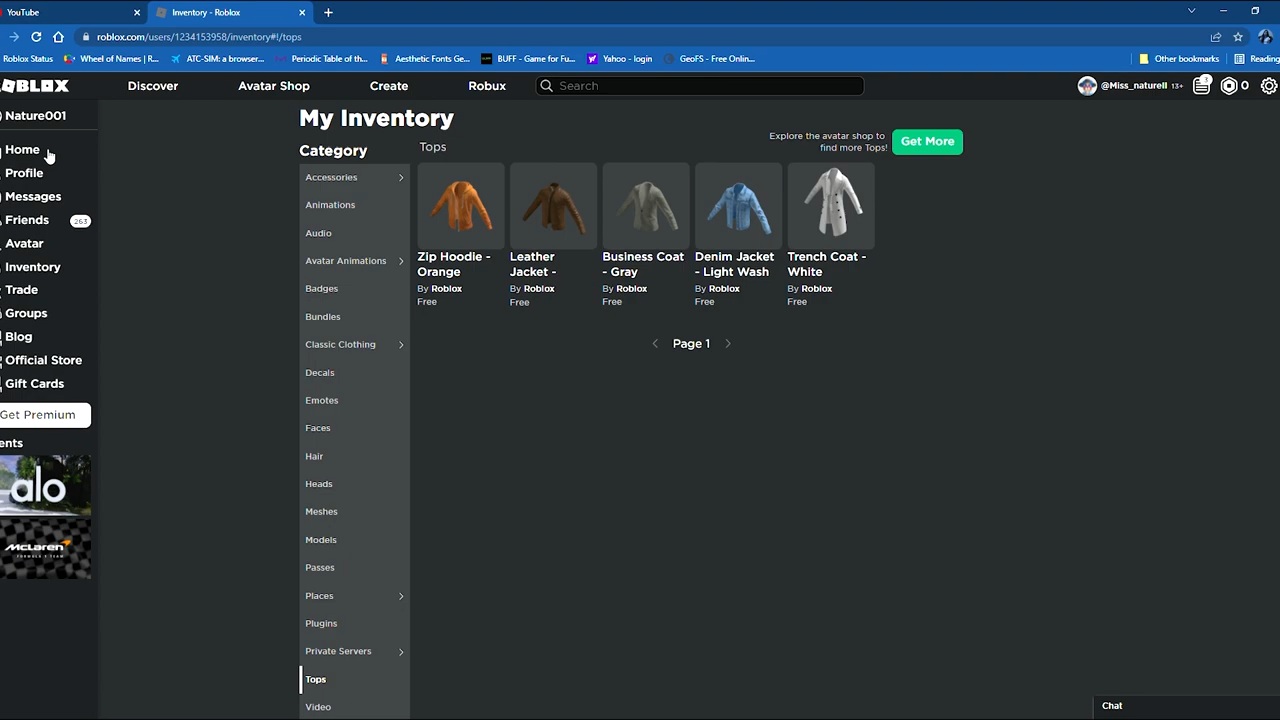 YouTube
Inventory - Roblox
roblox.com/users/1234153958/inventory#!/tops
Roblox Status
Wheel of Names | R...
ATC-SIM: a browser...
Periodic Table of th...
Aesthetic Fonts Ge...
BUFF - Game for Fu...
Yahoo - login
GeoFS - Free Onlin...
Other bookmarks
Reading
ROBLOX
Discover
Avatar Shop
Create
Robux
Search
@Miss_naturell 13+
3
0
Nature001
Home
Profile
Messages
Friends
263
Avatar
Inventory
Trade
Groups
Blog
Official Store
Gift Cards
Get Premium
ents
alo
McLAREN
FORMULA 1 TEAM
My Inventory
Category
Accessories
Animations
Audio
Avatar Animations
Badges
Bundles
Classic Clothing
Decals
Emotes
Faces
Hair
Heads
Meshes
Models
Passes
Places
Plugins
Private Servers
Tops
Video
Tops
Explore the avatar shop to
find more Tops!
Get More
Zip Hoodie -
Orange
By Roblox
Free
Leather
Jacket -
By Roblox
Free
Business Coat
- Gray
By Roblox
Free
Denim Jacket
- Light Wash
By Roblox
Free
Trench Coat -
White
By Roblox
Free
Page 1
Chat